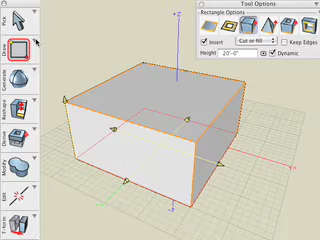 Tool Options
Rectangle Options
Insert
Cut or fill
Keep Edges
Height
20'-0"
Dynamic
Pick
Draw
Generate
Reshape
Derive
Modify
Edit
T-form
+Z
+x
-Z